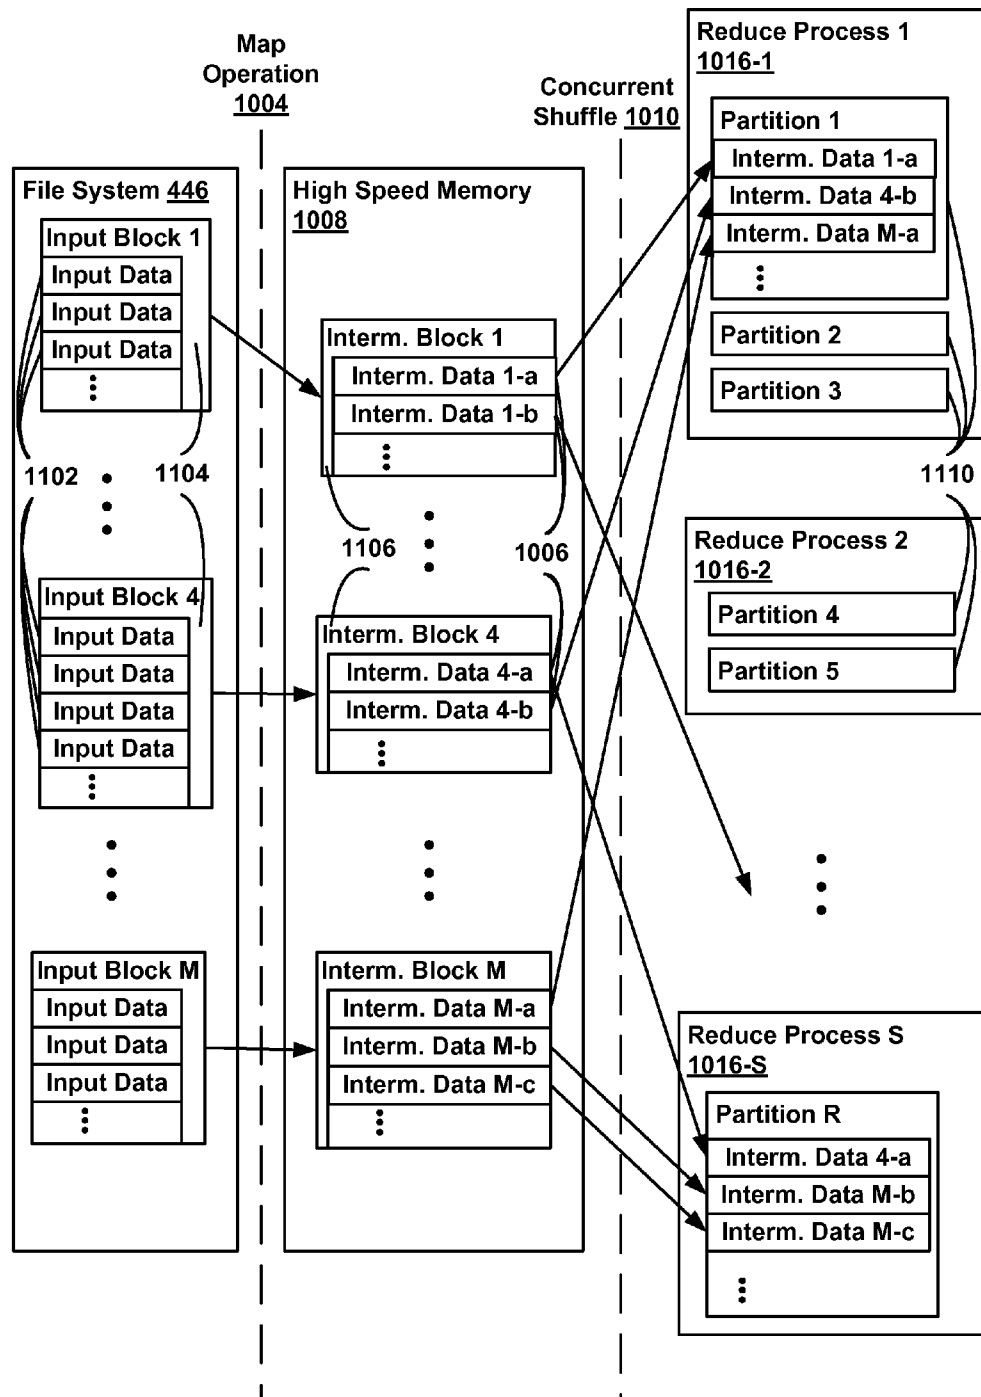 Map
Operation
1004
Concurrent
Shuffle 1010
File System 446
Input Block 1
Input Data
Input Data
Input Data
1102
1104
Input Block 4
Input Data
Input Data
Input Data
Input Data
Input Block M
Input Data
Input Data
Input Data
High Speed Memory
1008
Interm. Block 1
Interm. Data 1-a
Interm. Data 1-b
1106
1006
Interm. Block 4
Interm. Data 4-a
Interm. Data 4-b
Interm. Block M
Interm. Data M-a
Interm. Data M-b
Interm. Data M-c
Reduce Process 1
1016-1
Partition 1
Interm. Data 1-a
Interm. Data 4-b
Interm. Data M-a
Partition 2
Partition 3
1110
Reduce Process 2
1016-2
Partition 4
Partition 5
Reduce Process S
1016-S
Partition R
Interm. Data 4-a
Interm. Data M-b
Interm. Data M-c